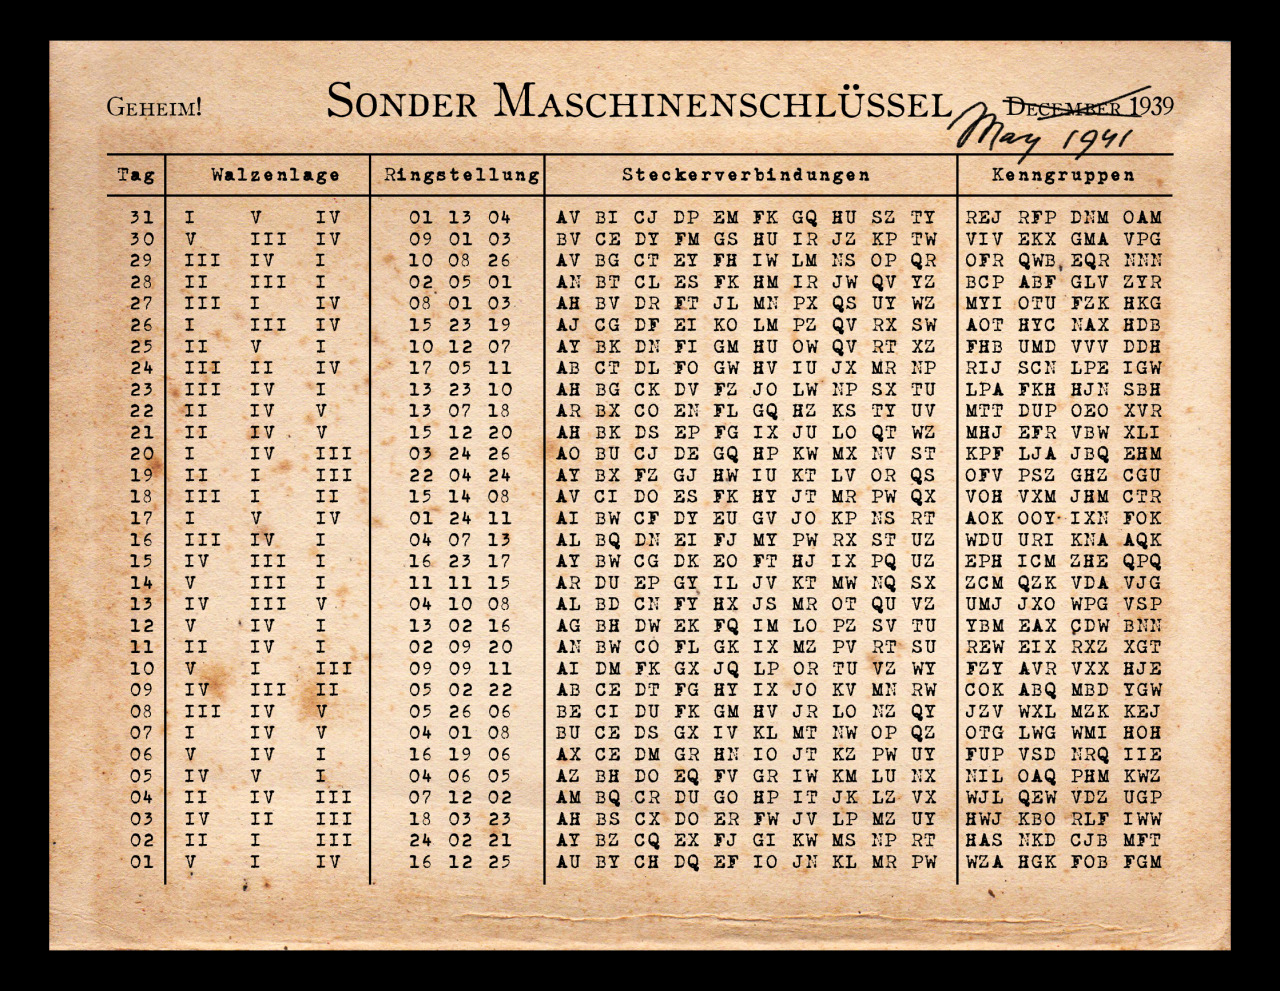 GEHEIM! SONDER MASCHINENSCHLÜSSEL DECEMBER 1939
May 1941
Tag Walzenlage Ringstellung Steckerverbindungen Kenngruppen
31 I V IV 01 13 04 AV BI CJ DP EM FK GQ HU SZ TY REJ RFP DNM OAM
30 V III IV 09 01 03 BV CE DY FM GS HU IR JZ KP TW VIV EKX GMA VPG
29 III IV I 10 08 26 AV BG CT EY FH IW LM NS OP QR OFR QWB EQR NNN
28 II III I 02 05 01 AN BT CL ES FK HM IR JW QV YZ BCP ABF GLV ZYR
27 III I IV 08 01 03 AH BV DR FT JL MN PX QS UY WZ MYI OTU FZK HKG
26 I III IV 15 23 19 AJ CG DF EI KO LM PZ QV RX SW AOT HYC NAX HDB
25 II V I 10 12 07 AY BK DN FI GM HU OW QV RT XZ FHB UMD VVV DDH
24 III II IV 17 05 11 AB CT DL FO GW HV IU JX MR NP RIJ SCN LPE IGW
23 III IV I 13 23 10 AH BG CK DV FZ JO LW NP SX TU LPA FKH HJN SBH
22 II IV V 13 07 18 AR BX CO EN FL GQ HZ KS TY UV MTT DUP OEO XVR
21 II IV V 15 12 20 AH BK DS EP FG IX JU LO QT WZ MHJ EFR VBW XLI
20 I IV III 03 24 26 AO BU CJ DE GQ HP KW MX NV ST KPF LJA JBQ EHM
19 II I III 22 04 24 AY BX FZ GJ HW IU KT LV OR QS OFV PSZ GHZ CGU
18 III I II 15 14 08 AV CI DO ES FK HY JT MR PW QX VOH VXM JHM CTR
17 I V IV 01 24 11 AI BW CF DY EU GV JO KP NS RT AOK OOY IXN FOK
16 III IV I 04 07 13 AL BQ DN EI FJ MY PW RX ST UZ WDU URI KNA AQK
15 IV III I 16 23 17 AY BW CG DK EO FT HJ IX PQ UZ EPH ICM ZHE QPQ
14 V III I 11 11 15 AR DU EP GY IL JV KT MW NQ SX ZCM QZK VDA VJG
13 IV III V 04 10 08 AL BD CN FY HX JS MR OT QU VZ UMJ JXO WPG VSP
12 V IV I 13 02 16 AG BH DW EK FQ IM LO PZ SV TU YBM EAX CDW BNN
11 II IV I 02 09 20 AN BW CO FL GK IX MZ PV RT SU REW EIX RXZ XGT
10 V I III 09 09 11 AI DM FK GX JQ LP OR TU VZ WY FZY AVR VXX HJE
09 IV III II 05 02 22 AB CE DT FG HY IX JO KV MN RW COK ABQ MBD YGW
08 III IV V 05 26 06 BE CI DU FK GM HV JR LO NZ QY JZV WXL MZK KEJ
07 I IV V 04 01 08 BU CE DS GX IV KL MT NW OP QZ OTG LWG WMI HOH
06 V IV I 16 19 06 AX CE DM GR HN IO JT KZ PW UY FUP VSD NRQ IIE
05 IV V I 04 06 05 AZ BH DO EQ FV GR IW KM LU NX NIL OAQ PHM KWZ
04 II IV III 07 12 02 AM BQ CR DU GO HP IT JK LZ VX WJL QEW VDZ UGP
03 IV II III 18 03 23 AH BS CX DO ER FW JV LP MZ UY HWJ KBO RLF IWW
02 II I III 24 02 21 AY BZ CQ EX FJ GI KW MS NP RT HAS NKD CJB MFT
01 V I IV 16 12 25 AU BY CH DQ EF IO JN KL MR PW WZA HGK FOB FGM